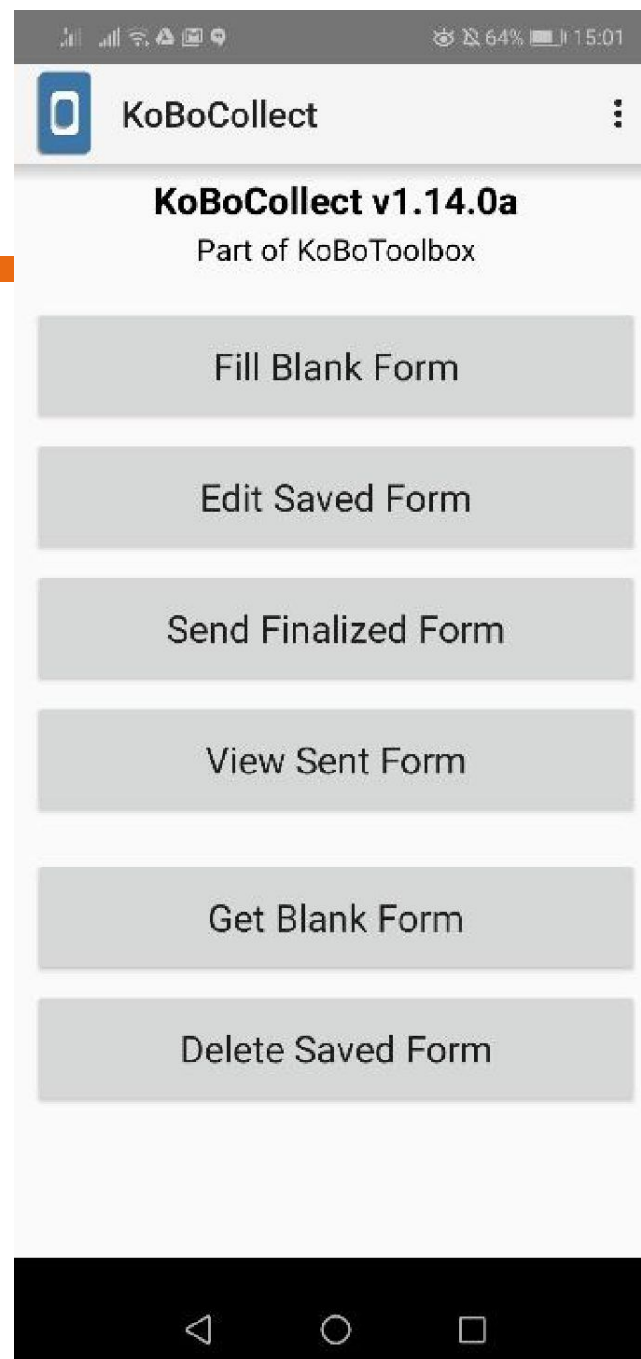 64% 15:01
KoBoCollect
KoBoCollect v1.14.0a
Part of KoBoToolbox
Fill Blank Form
Edit Saved Form
Send Finalized Form
View Sent Form
Get Blank Form
Delete Saved Form